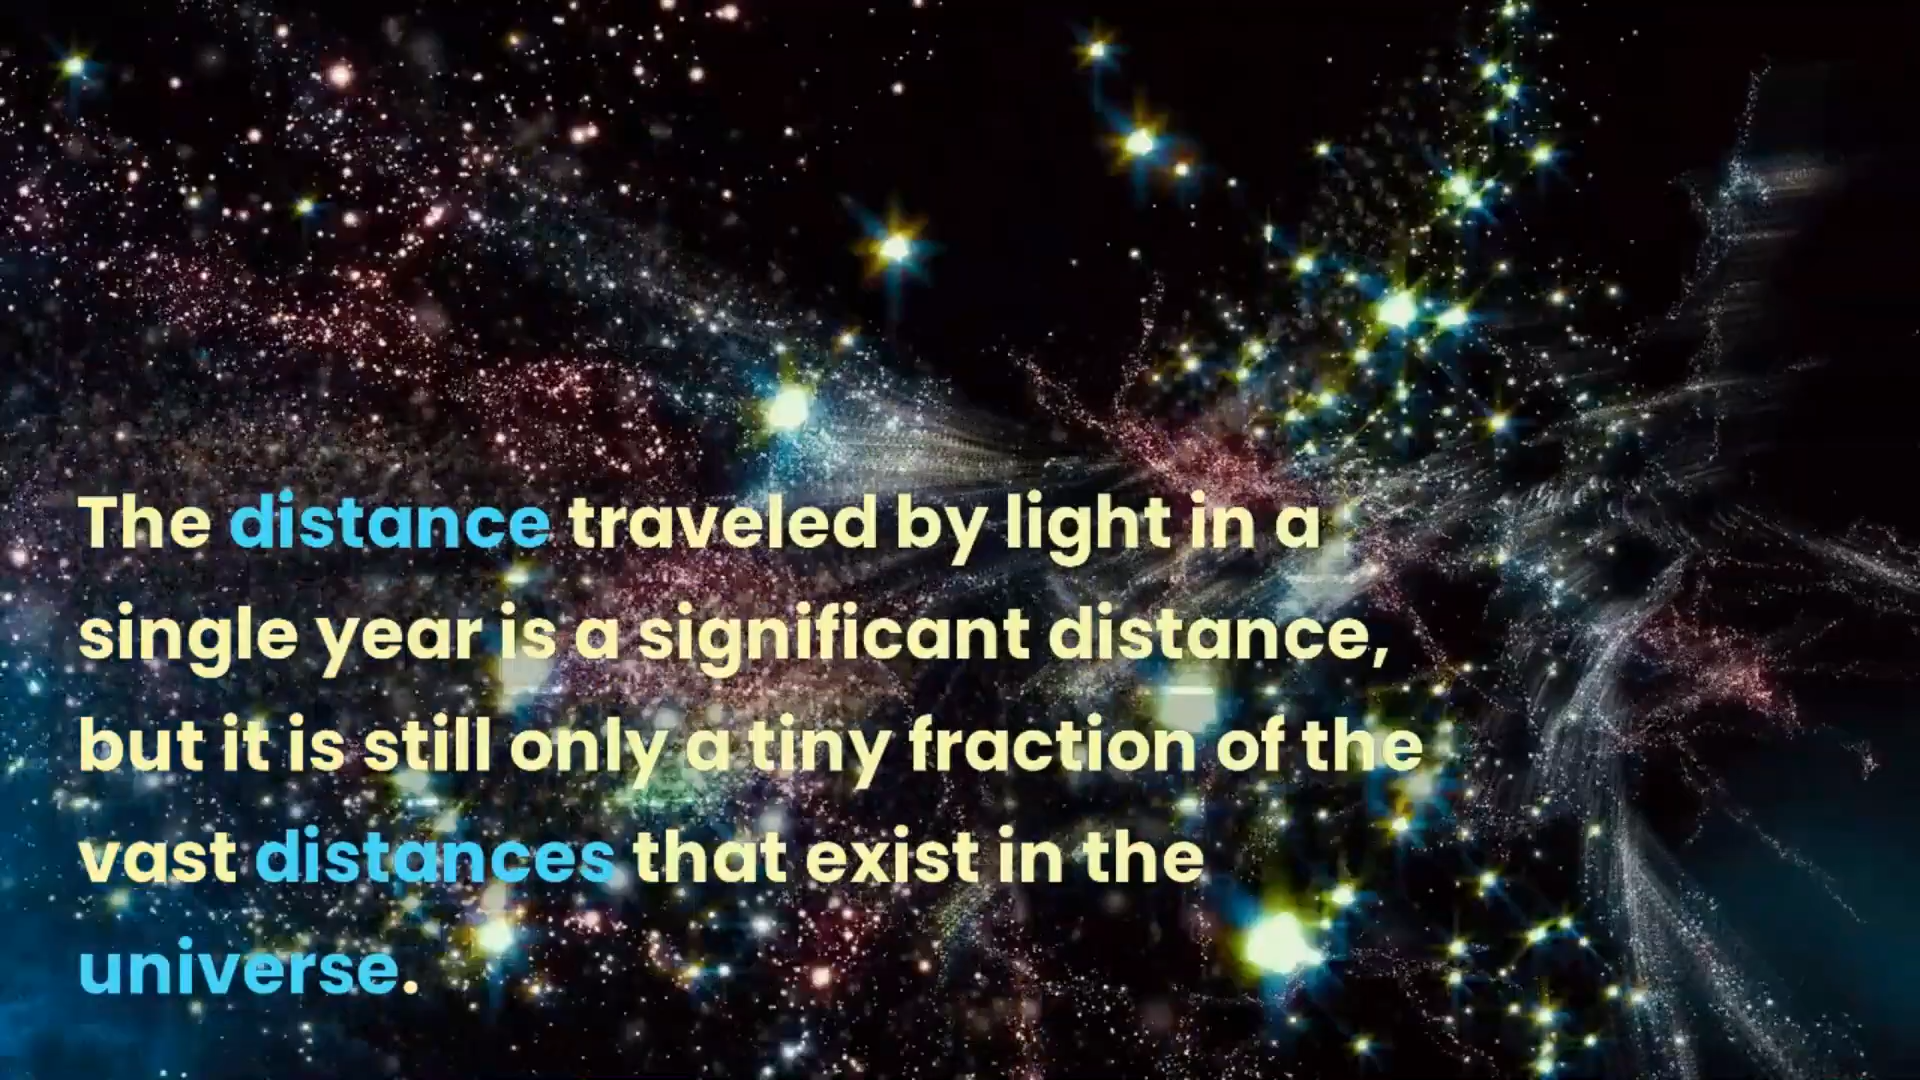 The distance traveled by light in a
single year is a significant distance,
but it is still only a tiny fraction of the
vast distances that exist in the
universe.